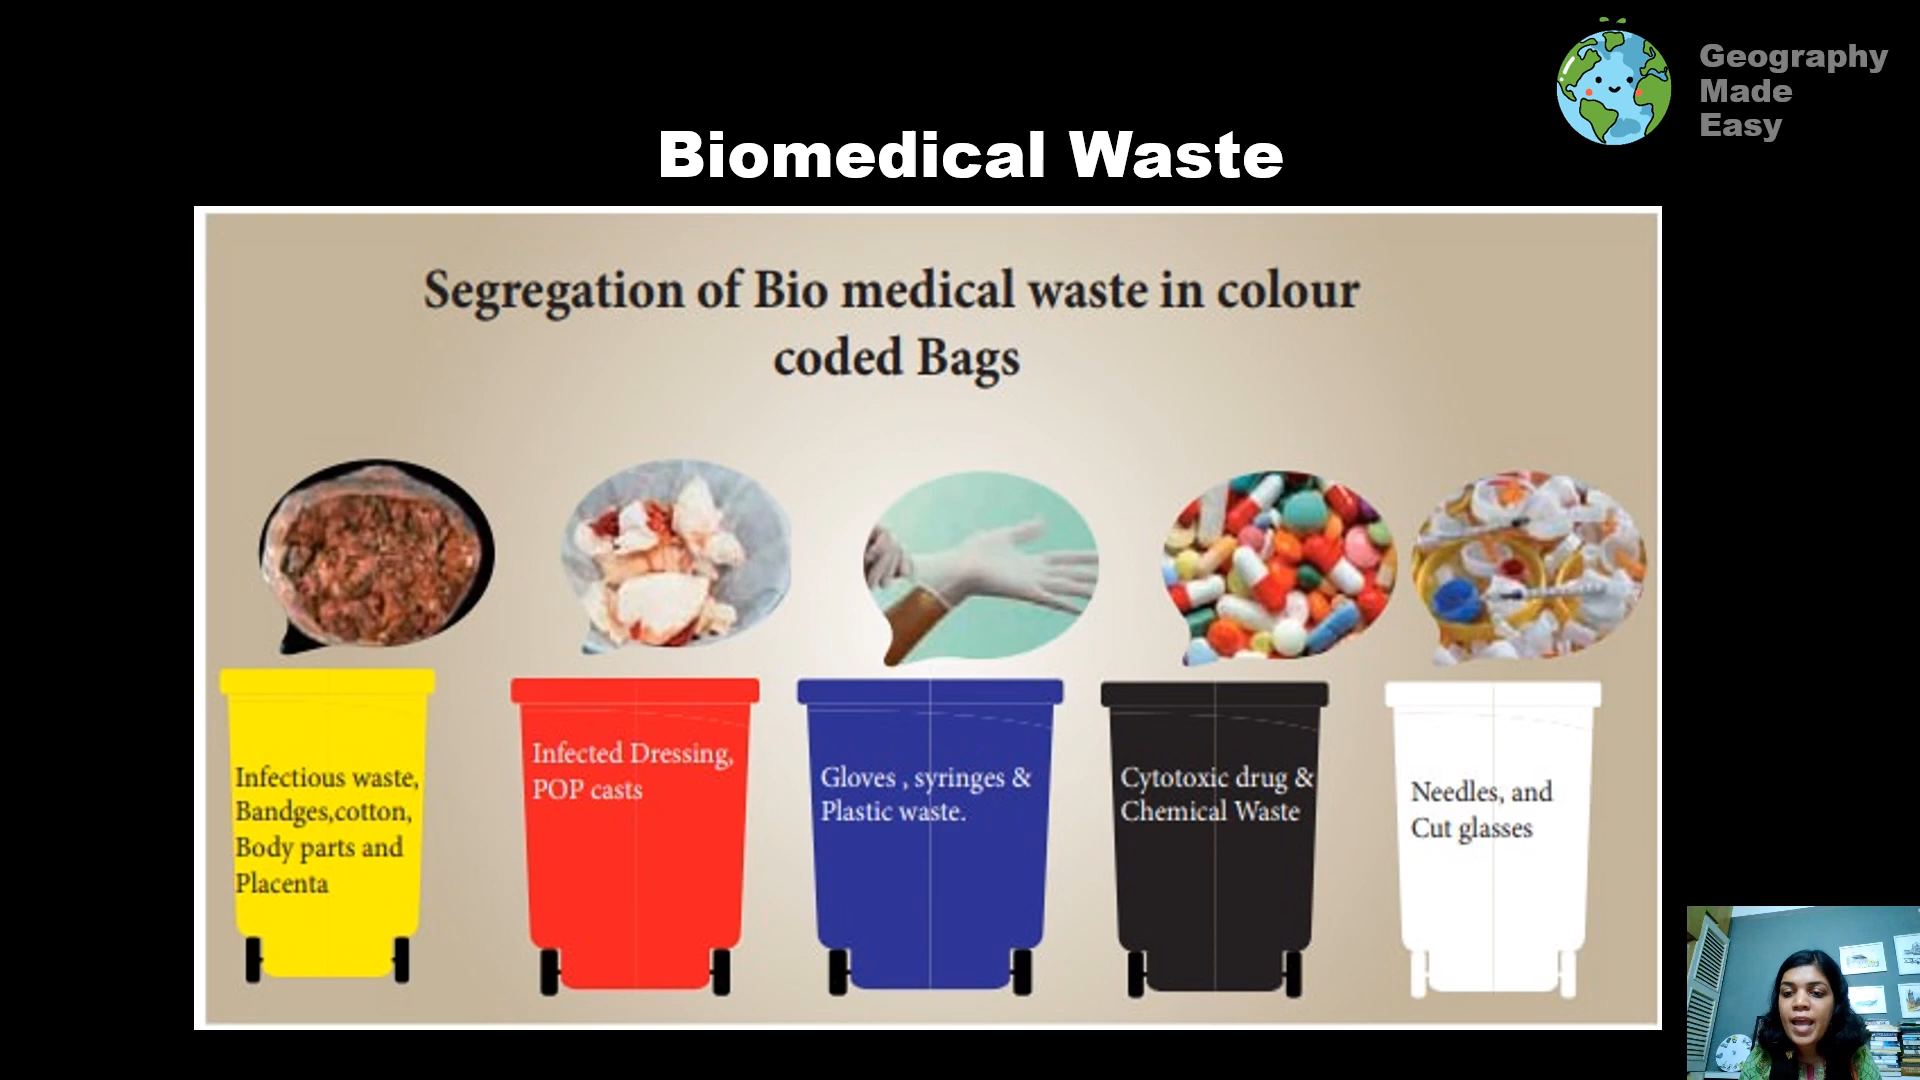 Geography
Made
Easy
Biomedical Waste
Segregation of Bio medical waste in colour
coded Bags
Infectious waste,
Bandges,cotton,
Body parts and
Placenta
Infected Dressing,
POP casts
Gloves , syringes &
Plastic waste.
Cytotoxic drug &
Chemical Waste
Needles, and
Cut glasses